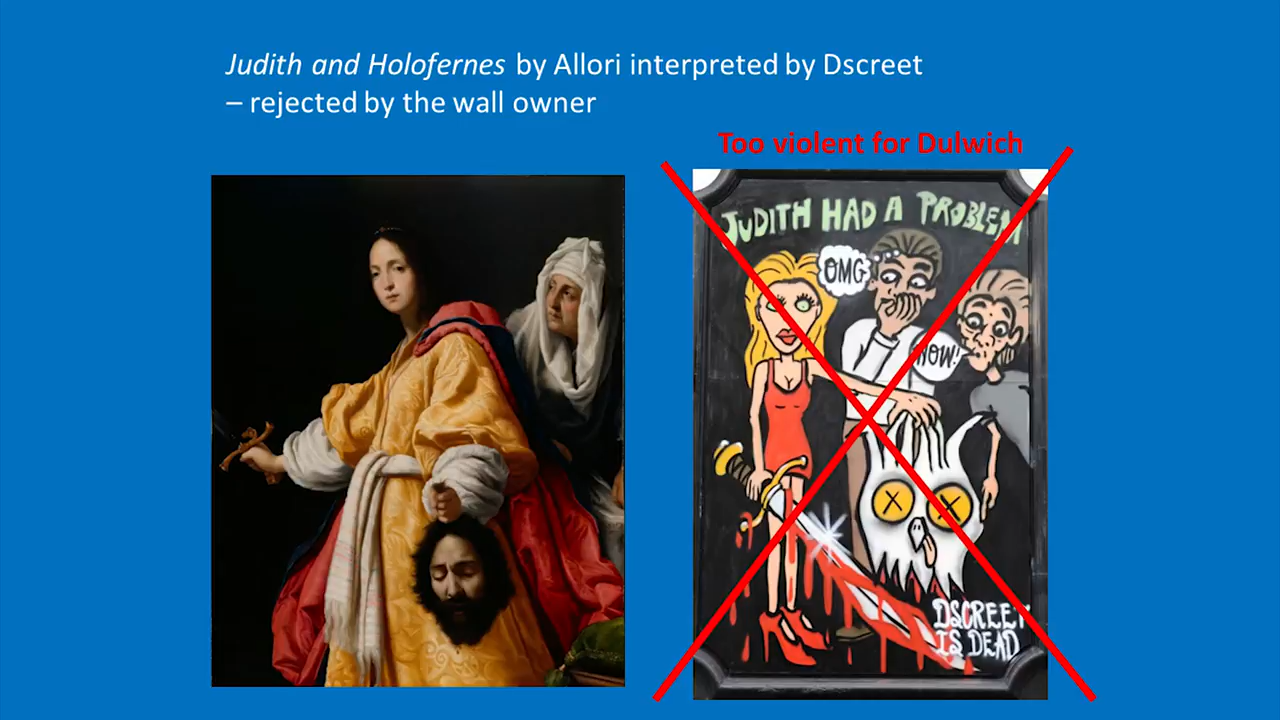 Judith and Holofernes by Allori interpreted by Dscreet
– rejected by the wall owner
Too violent for Dulwich
JUDITH HAD A PROBLEM
OMG
WOW!
DSCREET
IS DEAD